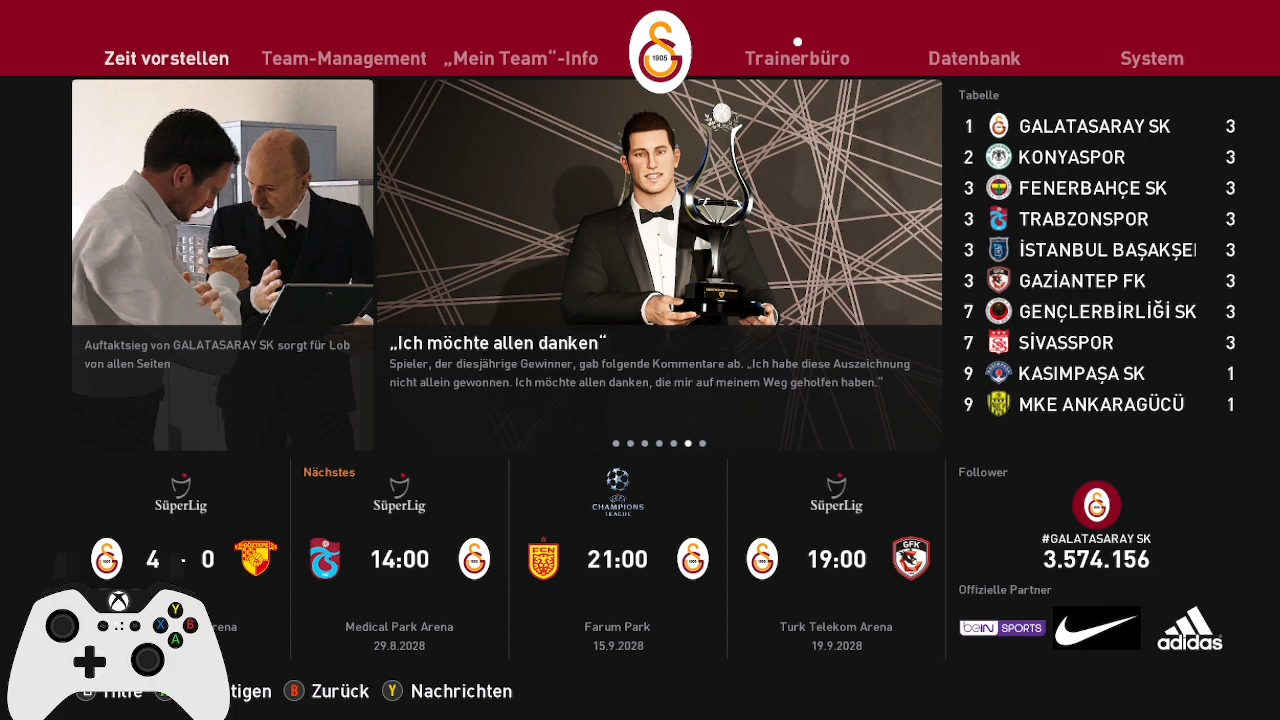 Zeit vorstellen
Team-Management
„Mein Team“-Info
1905
Trainerbüro
Datenbank
System
Auftaktsieg von GALATASARAY SK sorgt für Lob
von allen Seiten
„Ich möchte allen danken“
Spieler, der diesjährige Gewinner, gab folgende Kommentare ab. „Ich habe diese Auszeichnung
nicht allein gewonnen. Ich möchte allen danken, die mir auf meinem Weg geholfen haben.“
Tabelle
1 GALATASARAY SK 3
2 KONYASPOR 3
3 FENERBAHÇE SK 3
3 TRABZONSPOR 3
3 İSTANBUL BAŞAKŞEI 3
3 GAZİANTEP FK 3
7 GENÇLERBİRLİĞİ SK 3
7 SİVASSPOR 3
9 KASIMPAŞA SK 1
9 MKE ANKARAGÜCÜ 1
SüperLig
4 - 0
GÖZTEPE
rena
Nächstes
SüperLig
14:00
Medical Park Arena
29.8.2028
CHAMPIONS
LEAGUE
FCN
21:00
Farum Park
15.9.2028
SüperLig
19:00
GFK
Turk Telekom Arena
19.9.2028
Follower
#GALATASARAY SK
3.574.156
Offizielle Partner
beIN SPORTS
adidas
Y
X
B
A
Hilfe
tigen
B Zurück
Y Nachrichten